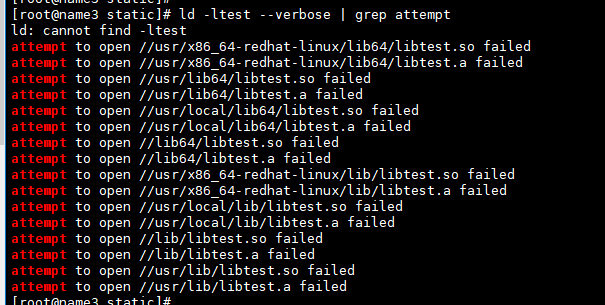 [root@name3 static]# ld -ltest --verbose | grep attempt
ld: cannot find -ltest
attempt to open //usr/x86_64-redhat-linux/lib64/libtest.so failed
attempt to open //usr/x86_64-redhat-linux/lib64/libtest.a failed
attempt to open //usr/lib64/libtest.so failed
attempt to open //usr/lib64/libtest.a failed
attempt to open //usr/local/lib64/libtest.so failed
attempt to open //usr/local/lib64/libtest.a failed
attempt to open //lib64/libtest.so failed
attempt to open //lib64/libtest.a failed
attempt to open //usr/x86_64-redhat-linux/lib/libtest.so failed
attempt to open //usr/x86_64-redhat-linux/lib/libtest.a failed
attempt to open //usr/local/lib/libtest.so failed
attempt to open //usr/local/lib/libtest.a failed
attempt to open //lib/libtest.so failed
attempt to open //lib/libtest.a failed
attempt to open //usr/lib/libtest.so failed
attempt to open //usr/lib/libtest.a failed
[root@name3 static]#